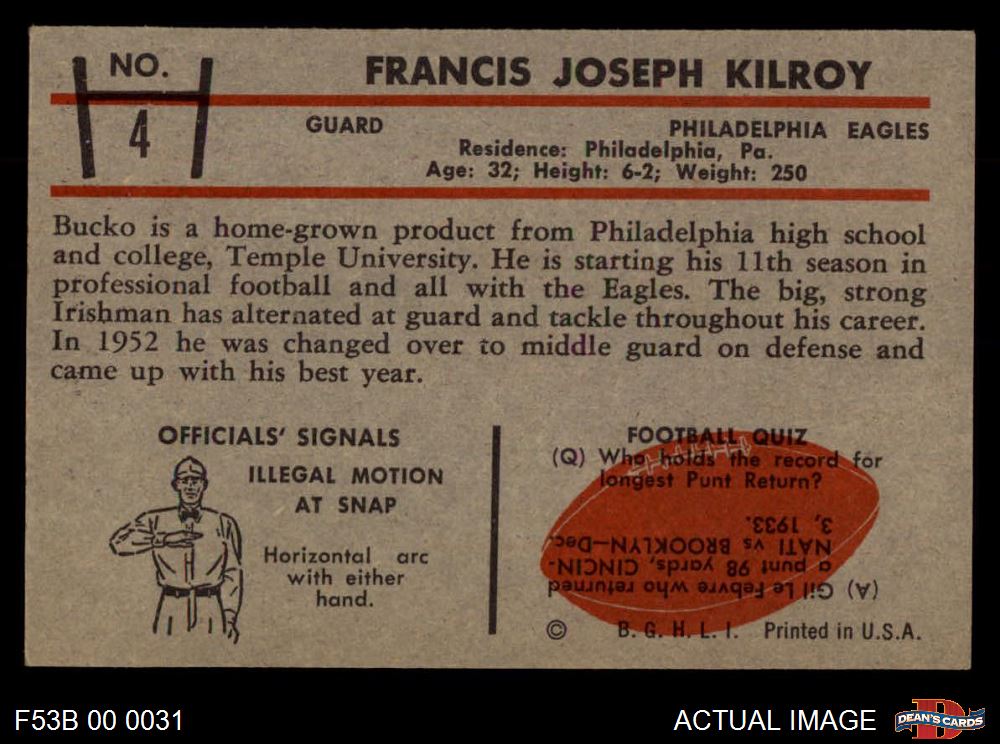 NO.
4
FRANCIS JOSEPH KILROY
GUARD
PHILADELPHIA EAGLES
Residence: Philadelphia, Pa.
Age: 32; Height: 6-2; Weight: 250
Bucko is a home-grown product from Philadelphia high school
and college, Temple University. He is starting his 11th season in
professional football and all with the Eagles. The big, strong
Irishman has alternated at guard and tackle throughout his career.
In 1952 he was changed over to middle guard on defense and
came up with his best year.
OFFICIALS' SIGNALS
ILLEGAL MOTION
AT SNAP
Horizontal arc
with either
hand.
FOOTBALL QUIZ
(Q) Who holds the record for
longest Punt Return?
(A) Gil Le Febvre who returned
a punt 98 yards, CINCIN-
NATI vs BROOKLYN—Dec.
3, 1933.
© B. G. H. L. I. Printed in U.S.A.
F53B 00 0031
ACTUAL IMAGE
D
DEAN'S CARDS